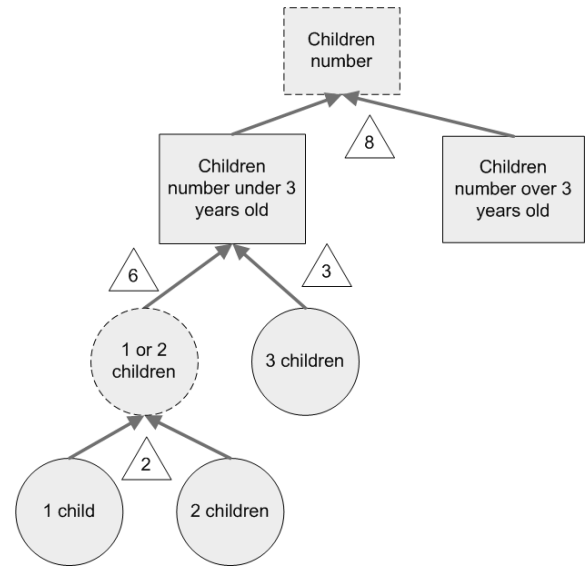 Children
number
8
Children
number under 3
years old
Children
number over 3
years old
6
3
1 or 2
children
3 children
2
1 child
2 children